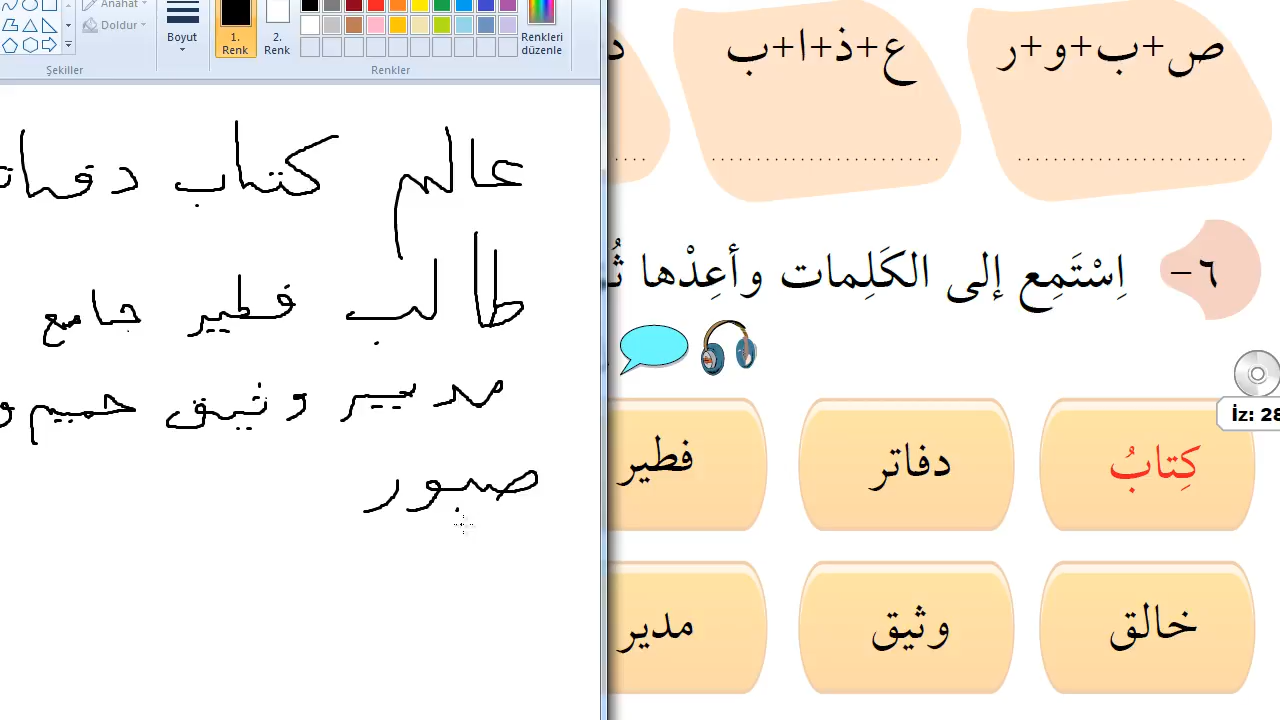 Anahat
Doldur
Boyut
1. Renk
2. Renk
Renkleri düzenle
Şekiller
Renkler
عالم كتاب
طالب فطير جامع
مدير وثيق حميم و
صبور
ص+ب+و+ر ع+ذ+ا+ب د
٦- اِسْتَمِع إلى الكَلِمات وأعِدْها
İz: 28
كِتابُ دفاتر فطير
خالق وثيق مدير